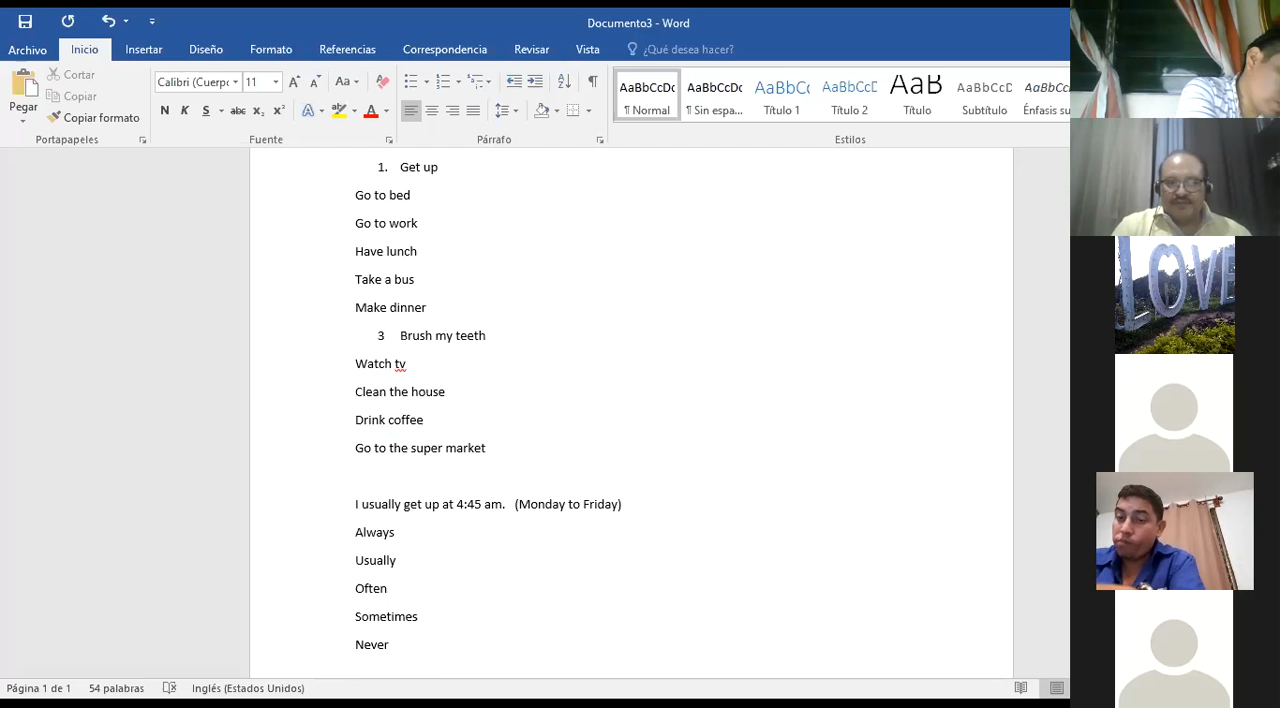 Documento3 - Word
Archivo Inicio Insertar Diseño Formato Referencias Correspondencia Revisar Vista ¿Qué desea hacer?
Pegar
Cortar
Copiar
Copiar formato
Portapapeles
Calibri (Cuerpo 11
Fuente
Párrafo
AaBbCcDc AaBbCcDc AaBbCc AaBbCcD AaB AaBbCcD AaBbCcDc
¶ Normal ¶ Sin espa... Título 1 Título 2 Título Subtítulo Énfasis su
Estilos
1. Get up
Go to bed
Go to work
Have lunch
Take a bus
Make dinner
3 Brush my teeth
Watch tv
Clean the house
Drink coffee
Go to the super market
I usually get up at 4:45 am. (Monday to Friday)
Always
Usually
Often
Sometimes
Never
Página 1 de 1 54 palabras Inglés (Estados Unidos)
LOVE